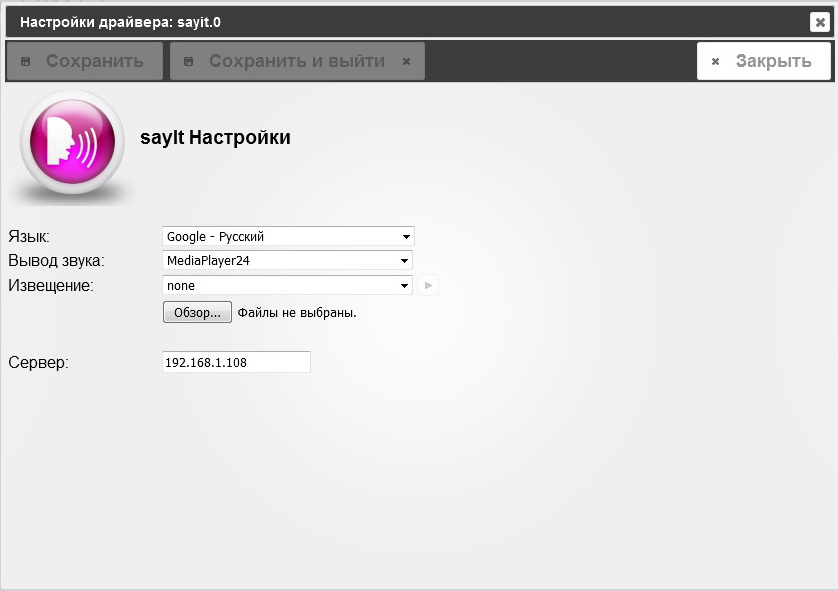 Настройки драйвера: sayit.0
Сохранить
Сохранить и выйти
Закрыть
sayIt Настройки
Язык:
Google - Русский
Вывод звука:
MediaPlayer24
Извещение:
none
Обзор... Файлы не выбраны.
Сервер:
192.168.1.108